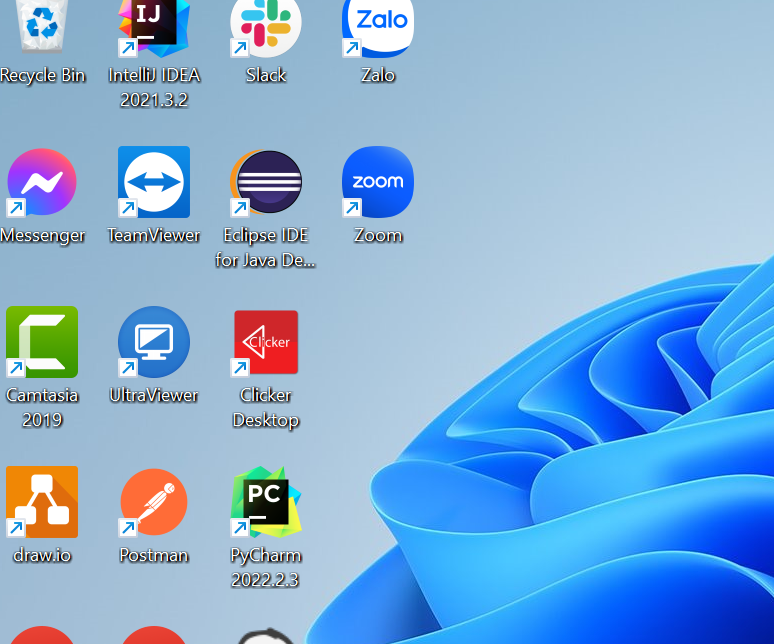 IJ
Zalo
Recycle Bin
IntelliJ IDEA
2021.3.2
Slack
Zalo
zoom
Messenger
TeamViewer
Eclipse IDE
for Java De...
Zoom
Clicker
Camtasia
2019
UltraViewer
Clicker
Desktop
PC
draw.io
Postman
PyCharm
2022.2.3